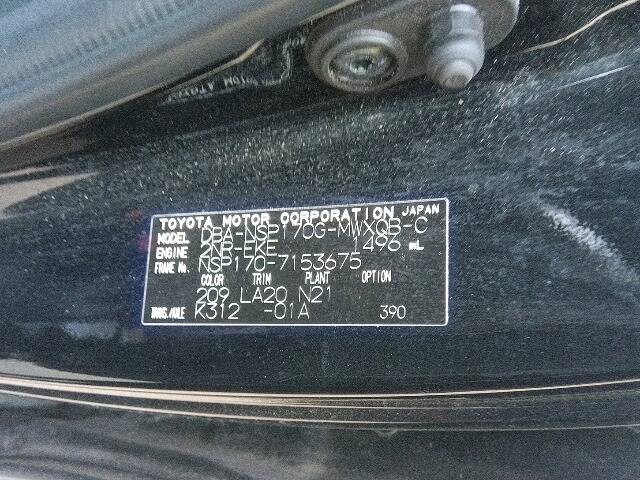 TOYOTA MOTOR CORPORATION JAPAN
MODEL DBA-NSP170G-MWXQB-C
ENGINE 2NR-FKE 1496 mL
FRAME No. NSP170-7153675
COLOR TRIM PLANT OPTION
209 LA20 N21
TRANS./AXLE K312 -01A 390